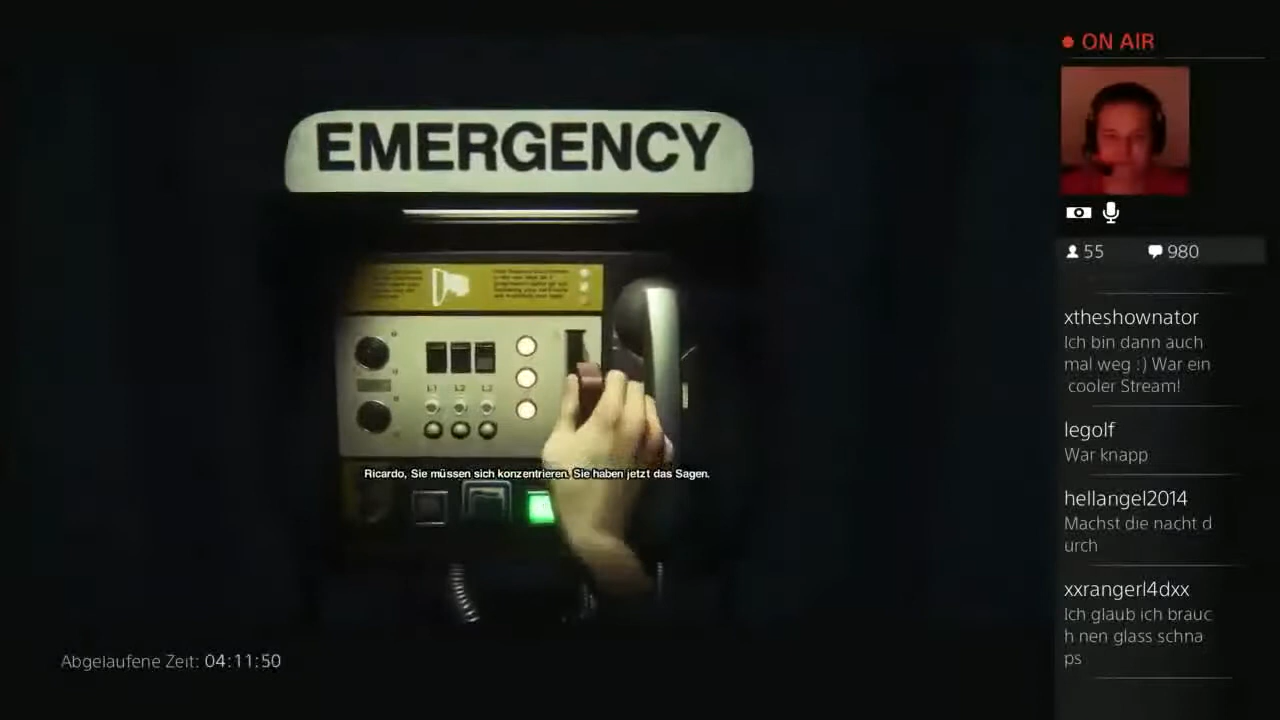 ON AIR
EMERGENCY
55 980
xtheshownator
Ich bin dann auch
mal weg :) War ein
cooler Stream!
legolf
War knapp
hellangel2014
Machst die nacht d
urch
xxrangerl4dxx
Ich glaub ich brauc
h nen glass schna
ps
L1 L2 L3
Ricardo, Sie müssen sich konzentrieren. Sie haben jetzt das Sagen.
Abgelaufene Zeit: 04:11:50